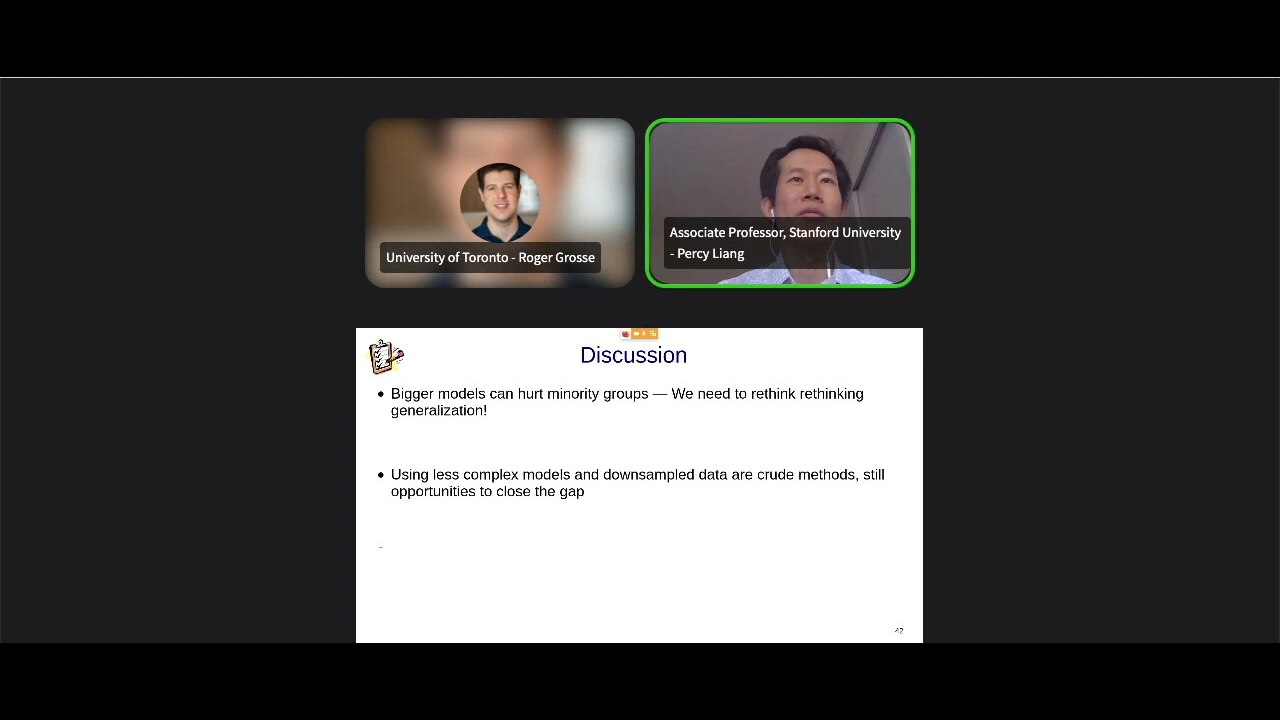 University of Toronto - Roger Grosse
Associate Professor, Stanford University
- Percy Liang
Discussion
• Bigger models can hurt minority groups — We need to rethink rethinking
generalization!
• Using less complex models and downsampled data are crude methods, still
opportunities to close the gap
42